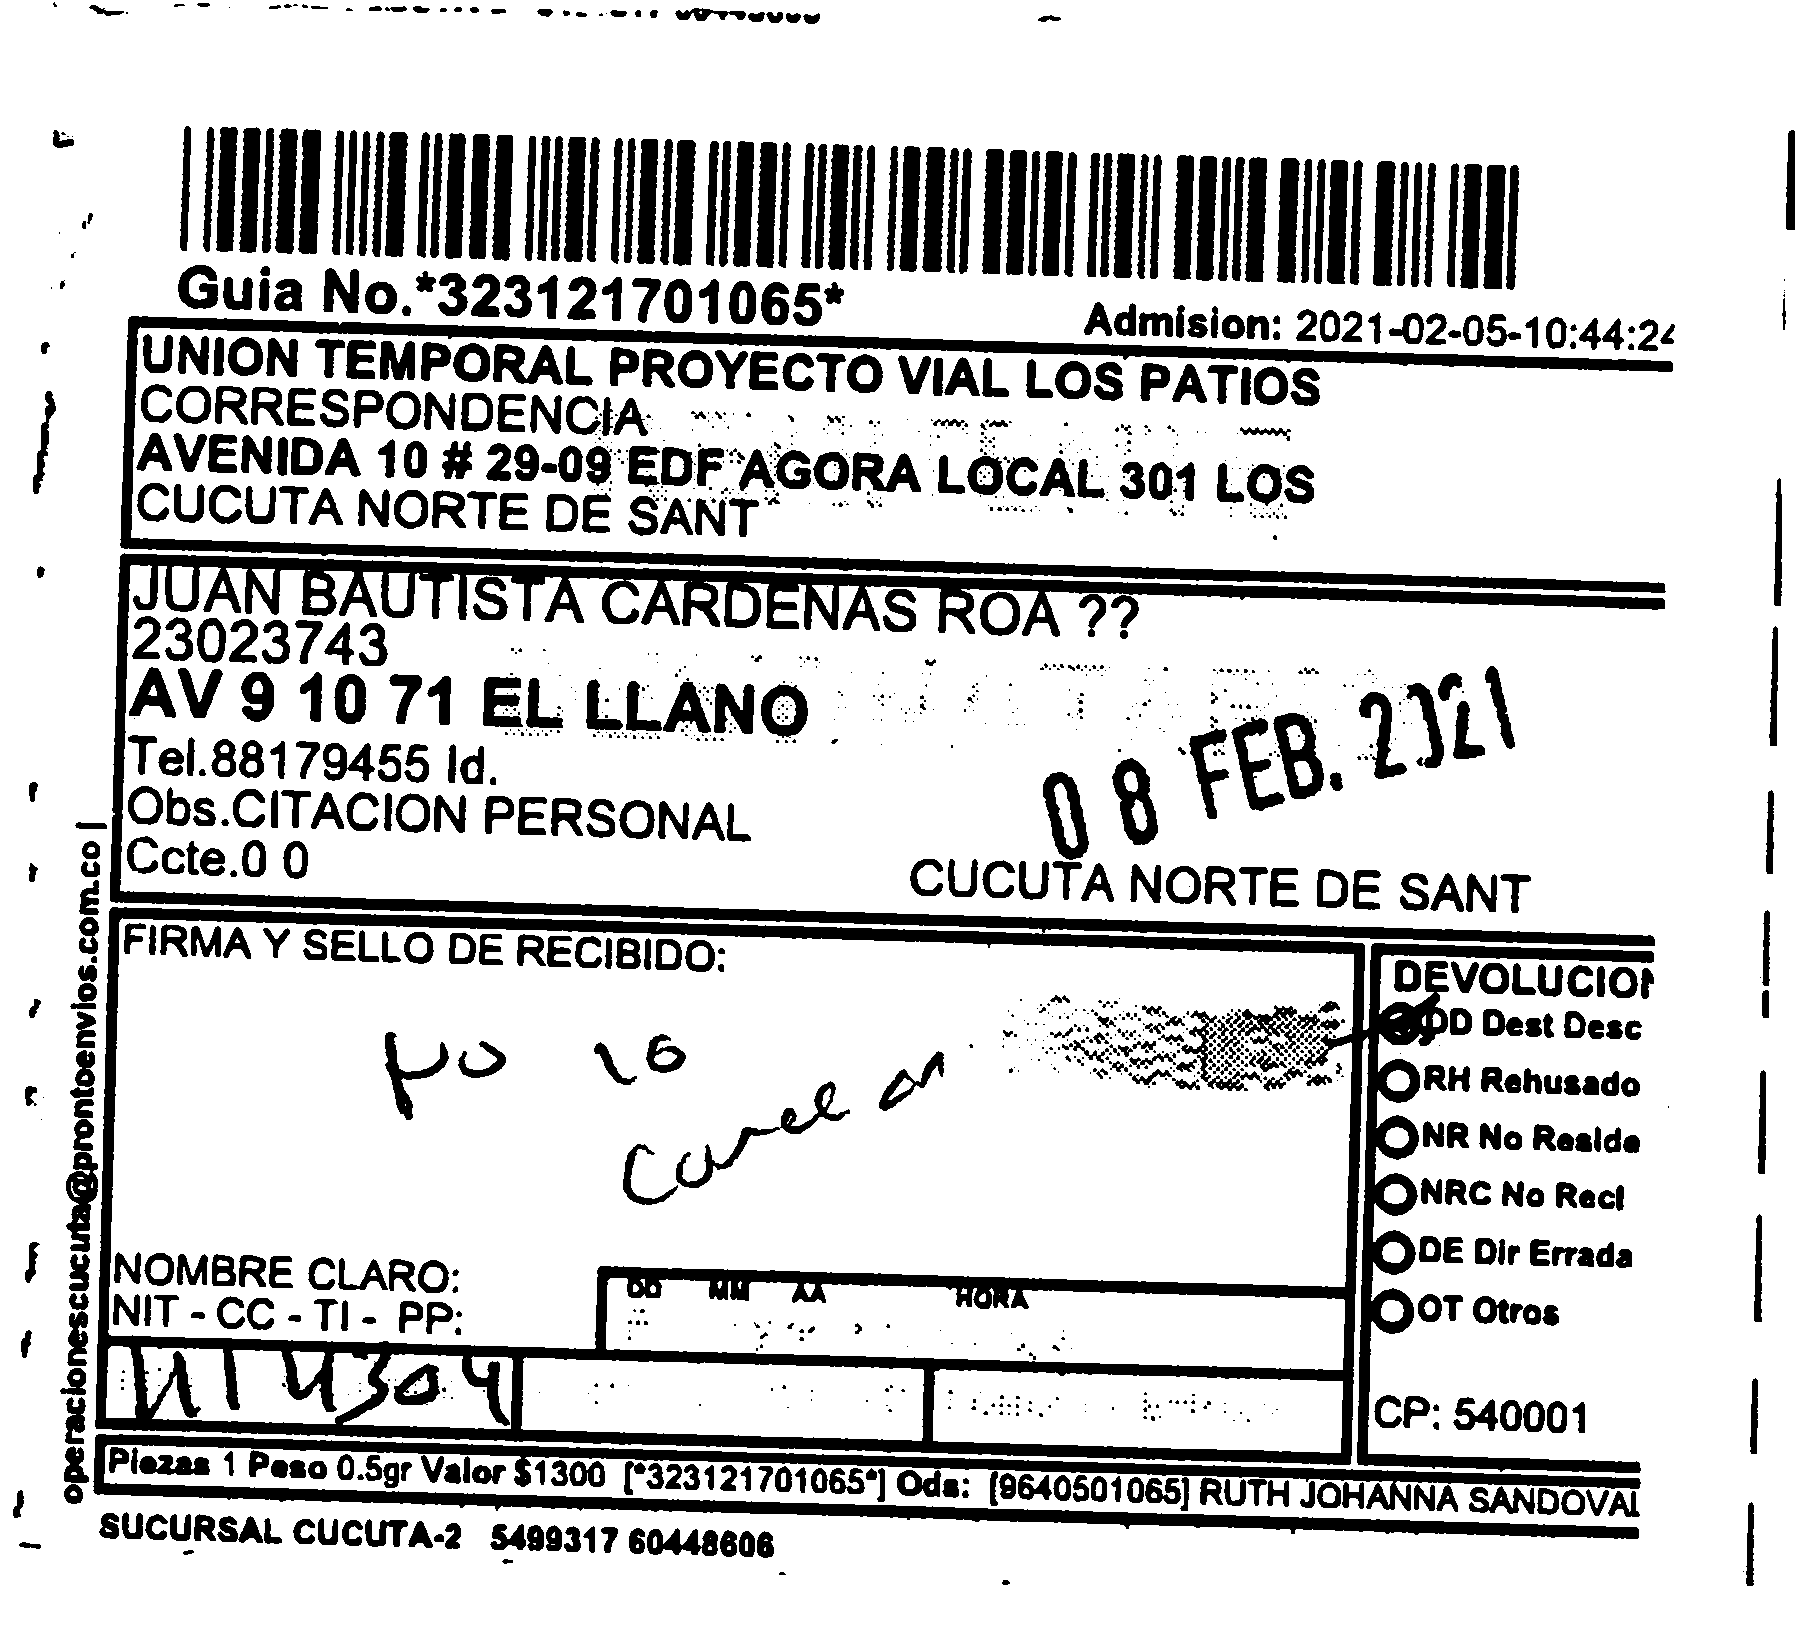 Guia No.*323121701065*
Admision: 2021-02-05-10:44:24
UNION TEMPORAL PROYECTO VIAL LOS PATIOS
CORRESPONDENCIA
AVENIDA 10 # 29-09 EDF AGORA LOCAL 301 LOS
CUCUTA NORTE DE SANT
JUAN BAUTISTA CARDENAS ROA ??
23023743
AV 9 10 71 EL LLANO
Tel.88179455 Id.
08 FEB. 2021
Obs.CITACION PERSONAL
Ccte.0 0
CUCUTA NORTE DE SANT
operacionescucuta@prontoenvios.com.co |
FIRMA Y SELLO DE RECIBIDO:
No lo
DEVOLUCION
DD Dest Desc
RH Rehusado
NR No Reside
NRC No Recl
DE Dir Errada
OT Otros
NOMBRE CLARO:
NIT - CC - TI - PP:
DD MM AA HORA
CP: 540001
Piezas 1 Peso 0.5gr Valor $1300 [*323121701065*] Ods: [9640501065] RUTH JOHANNA SANDOVAL
SUCURSAL CUCUTA-2 5499317 60448606